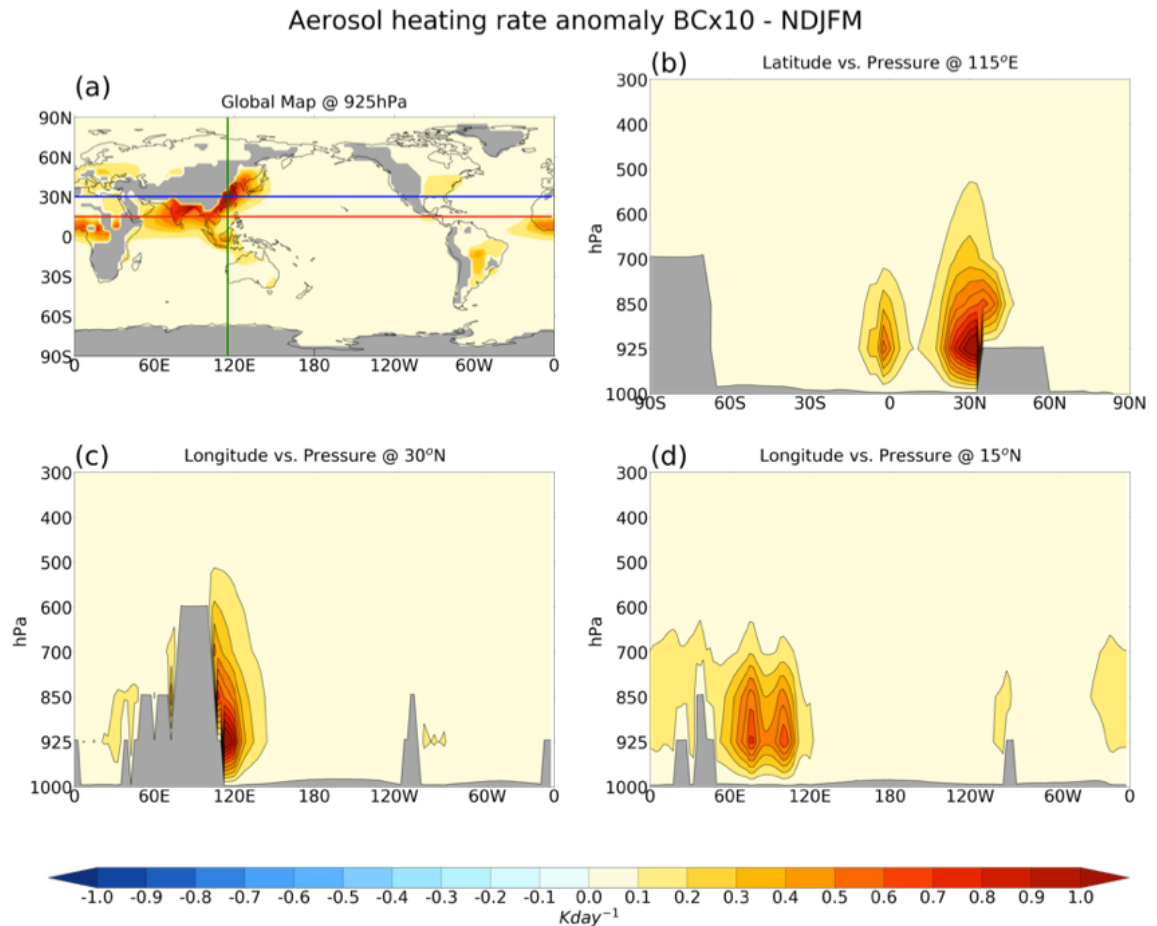 Aerosol heating rate anomaly BCx10 - NDJFM
(a)
Global Map @ 925hPa
90N
60N
30N
0
30S
60S
90S
0 60E 120E 180 120W 60W 0
(b)
Latitude vs. Pressure @ 115°E
300
400
500
600
700
850
925
1000
hPa
90S 60S 30S 0 30N 60N 90N
(c)
Longitude vs. Pressure @ 30°N
300
400
500
600
700
850
925
1000
hPa
0 60E 120E 180 120W 60W 0
(d)
Longitude vs. Pressure @ 15°N
300
400
500
600
700
850
925
1000
hPa
0 60E 120E 180 120W 60W 0
-1.0 -0.9 -0.8 -0.7 -0.6 -0.5 -0.4 -0.3 -0.2 -0.1 0.0 0.1 0.2 0.3 0.4 0.5 0.6 0.7 0.8 0.9 1.0
Kday⁻¹